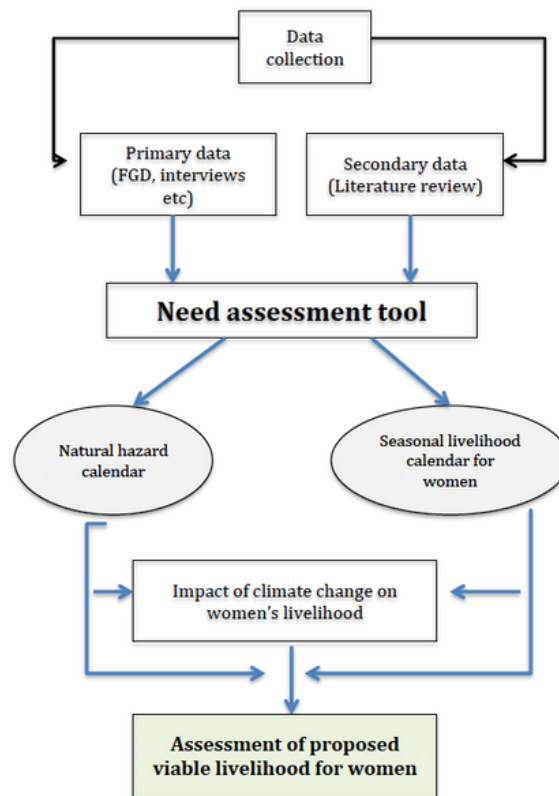 Data
collection
Primary data
(FGD, interviews
etc)
Secondary data
(Literature review)
Need assessment tool
Natural hazard
calendar
Seasonal livelihood
calendar for
women
Impact of climate change on
women’s livelihood
Assessment of proposed
viable livelihood for women